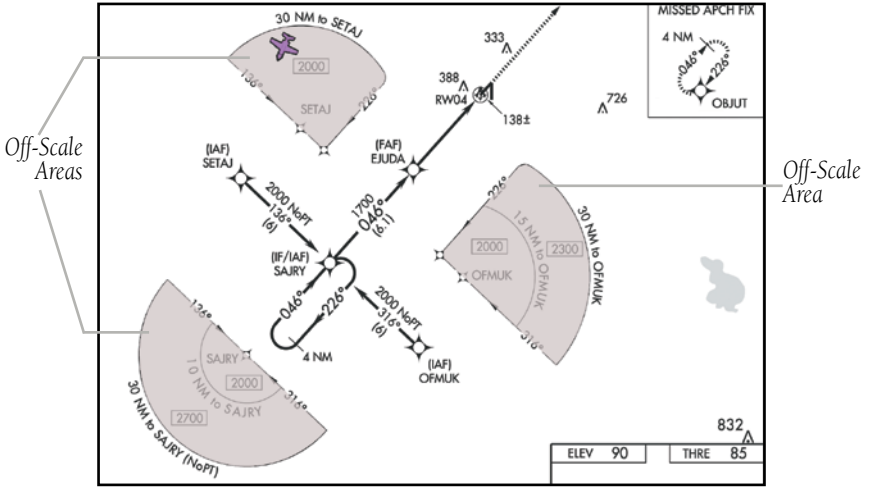 30 NM to SETAJ
2000
136°
226°
SETAJ
333
388
RW04
138±
726
MISSED APCH FIX
4 NM
046°
226°
OBJUT
Off-Scale
Areas
(IAF)
SETAJ
2000 NoPT
136°
(6)
(FAF)
EJUDA
1700
046°
(6.1)
(IF/IAF)
SAJRY
046°
226°
4 NM
2000 NoPT
316°
(6)
(IAF)
OFMUK
226°
15 NM to OFMUK
30 NM to OFMUK
2000
2300
OFMUK
316°
Off-Scale
Area
136°
SAJRY
10 NM to SAJRY
2000
316°
2700
30 NM to SAJRY (NoPT)
832
ELEV 90
THRE 85